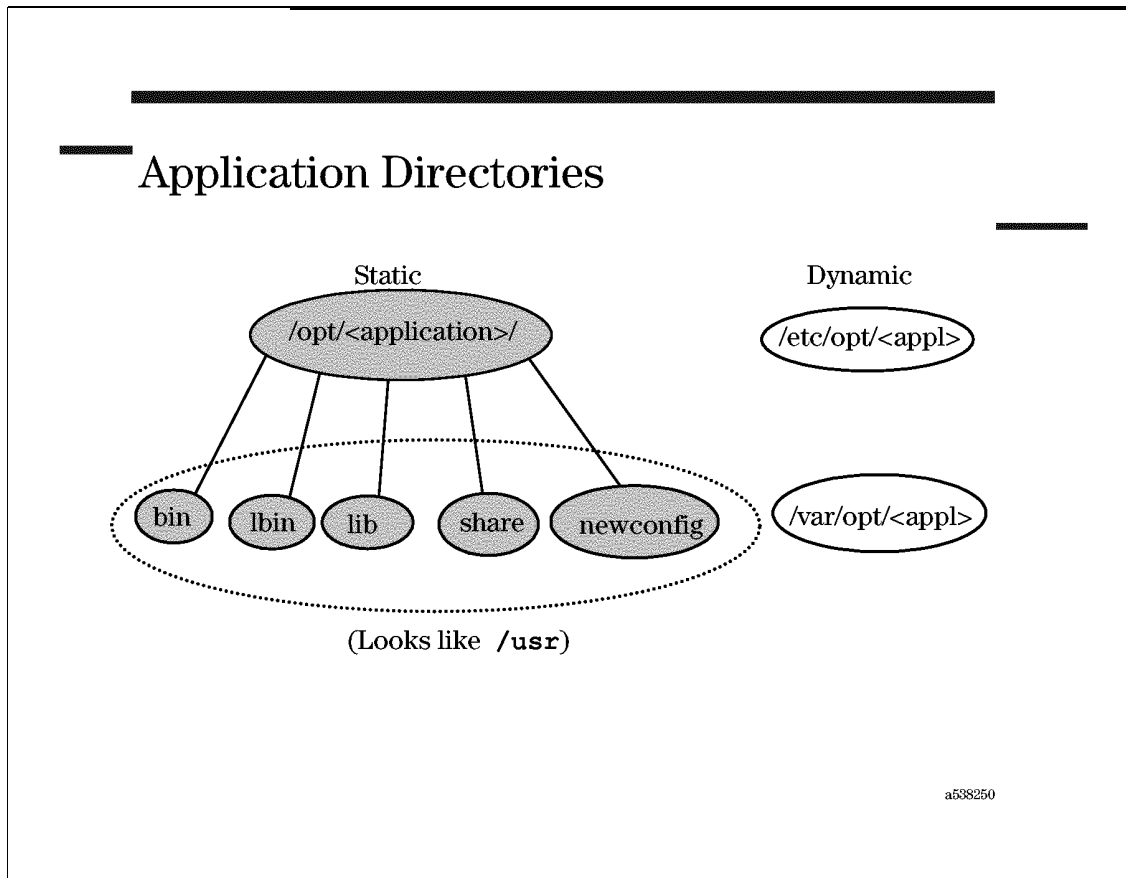 Application Directories
Static
Dynamic
/opt/<application>/
/etc/opt/<appl>
bin
lbin
lib
share
newconfig
/var/opt/<appl>
(Looks like /usr)
a538250